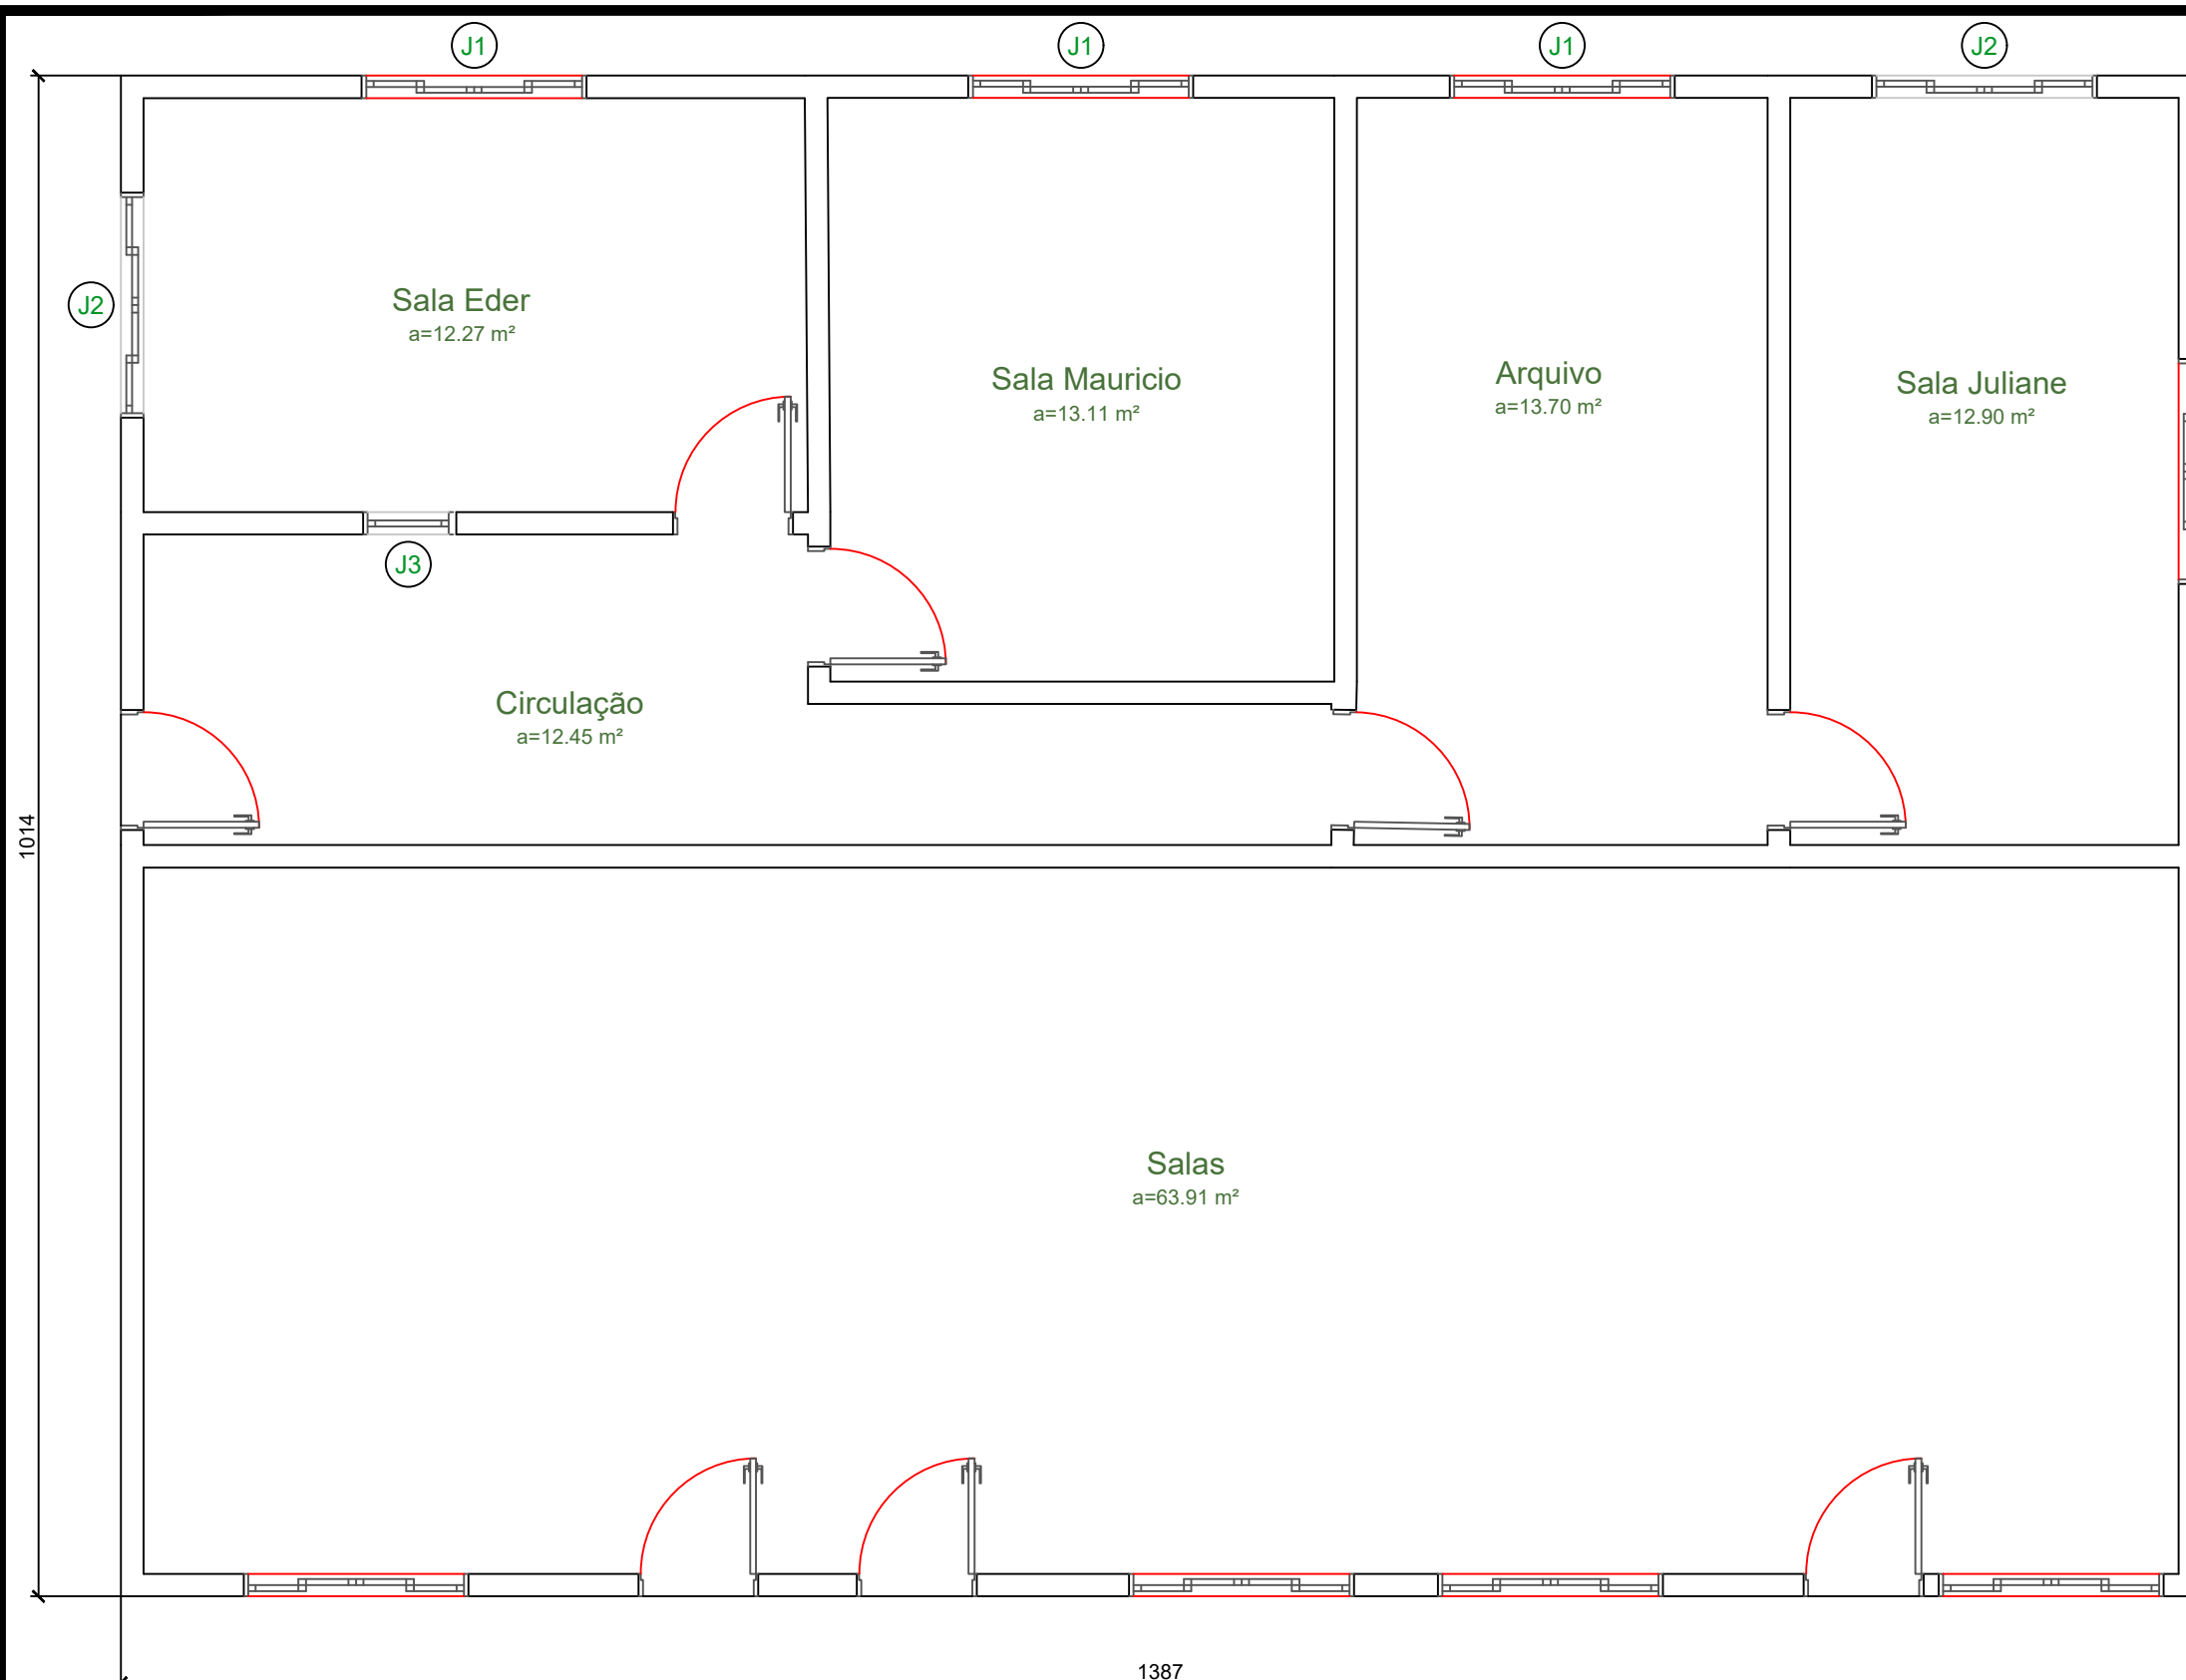 J1
J1
J1
J2
J2
Sala Eder
a=12.27 m²
Sala Mauricio
a=13.11 m²
Arquivo
a=13.70 m²
Sala Juliane
a=12.90 m²
J3
Circulação
a=12.45 m²
1014
Salas
a=63.91 m²
1387